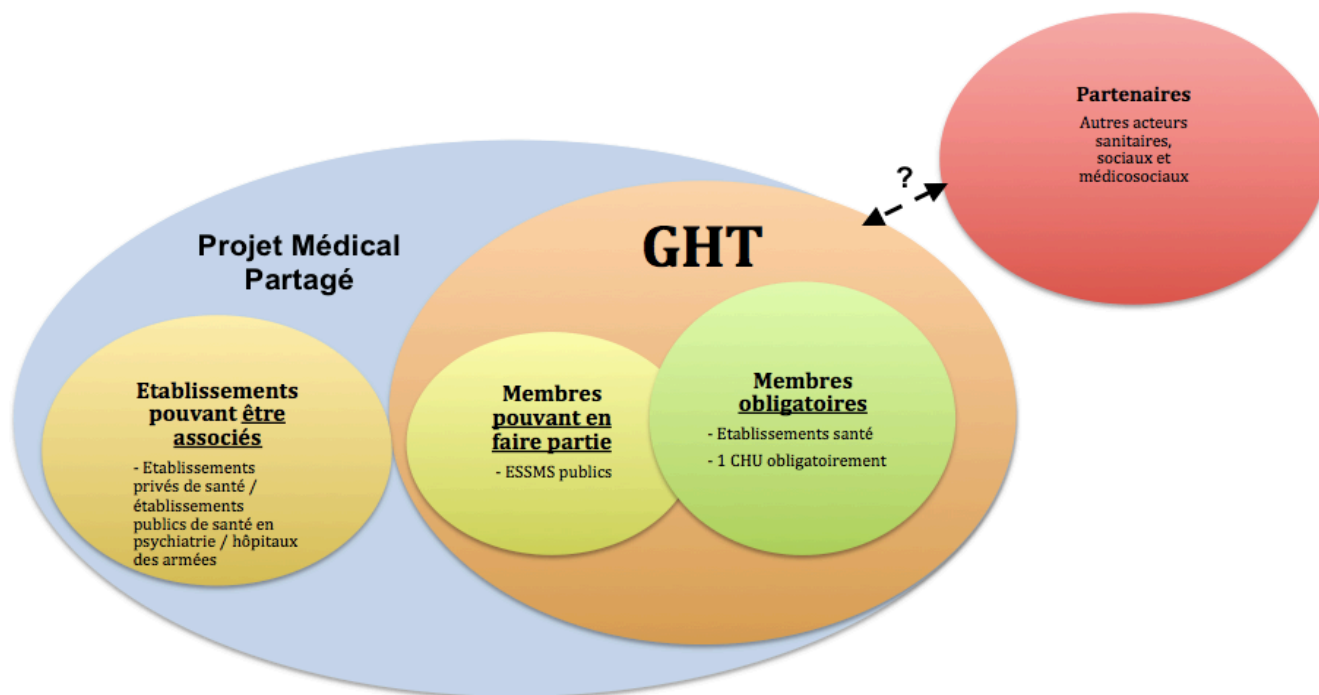 Partenaires
Autres acteurs
sanitaires,
sociaux et
médicosociaux
?
GHT
Projet Médical
Partagé
Etablissements
pouvant être
associés
- Etablissements
privés de santé /
établissements
publics de santé en
psychiatrie / hôpitaux
des armées
Membres
pouvant en
faire partie
- ESSMS publics
Membres
obligatoires
- Etablissements santé
- 1 CHU obligatoirement